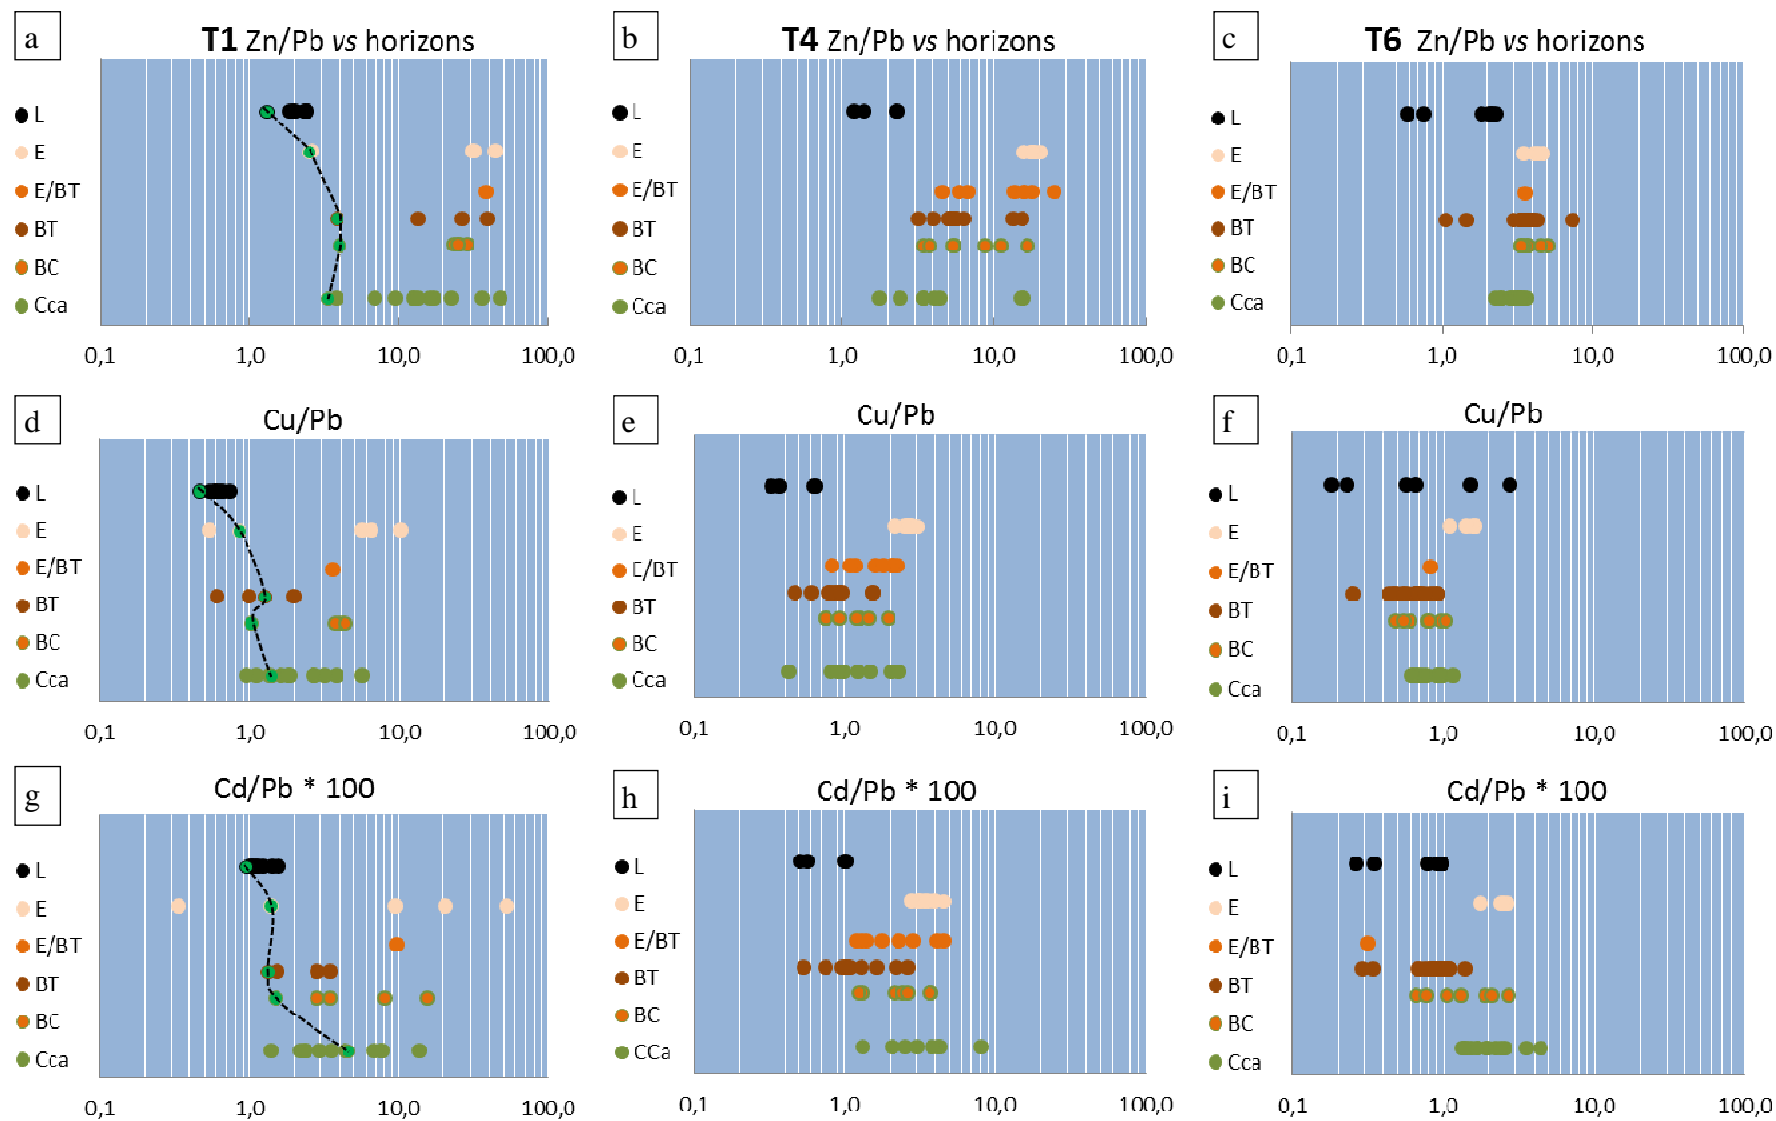 a
T1 Zn/Pb vs horizons
L
E
E/BT
BT
BC
Cca
0,1 1,0 10,0 100,0
b
T4 Zn/Pb vs horizons
L
E
E/BT
BT
BC
Cca
0,1 1,0 10,0 100,0
c
T6 Zn/Pb vs horizons
L
E
E/BT
BT
BC
Cca
0,1 1,0 10,0 100,0
d
Cu/Pb
L
E
E/BT
BT
BC
Cca
0,1 1,0 10,0 100,0
e
Cu/Pb
L
E
E/BT
BT
BC
Cca
0,1 1,0 10,0 100,0
f
Cu/Pb
L
E
E/BT
BT
BC
Cca
0,1 1,0 10,0 100,0
g
Cd/Pb * 100
L
E
E/BT
BT
BC
Cca
0,1 1,0 10,0 100,0
h
Cd/Pb * 100
L
E
E/BT
BT
BC
CCa
0,1 1,0 10,0 100,0
i
Cd/Pb * 100
L
E
E/BT
BT
BC
Cca
0,1 1,0 10,0 100,0